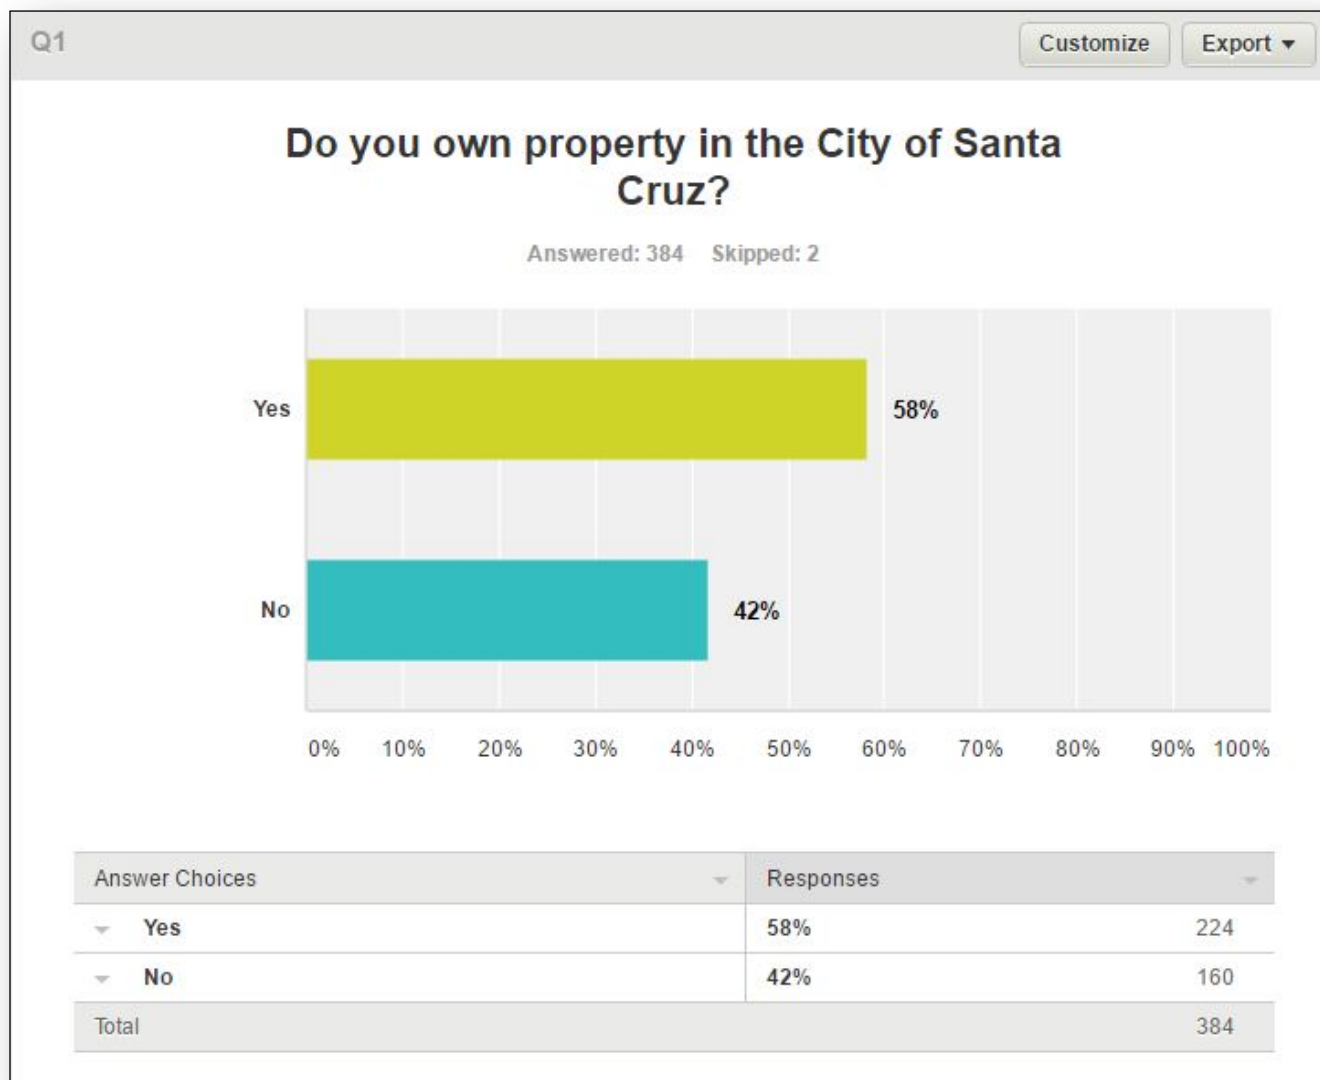 Q1
Customize
Export
Do you own property in the City of Santa
Cruz?
Answered: 384 Skipped: 2
Yes
58%
No
42%
0% 10% 20% 30% 40% 50% 60% 70% 80% 90% 100%
Answer Choices Responses
Yes 58% 224
No 42% 160
Total 384